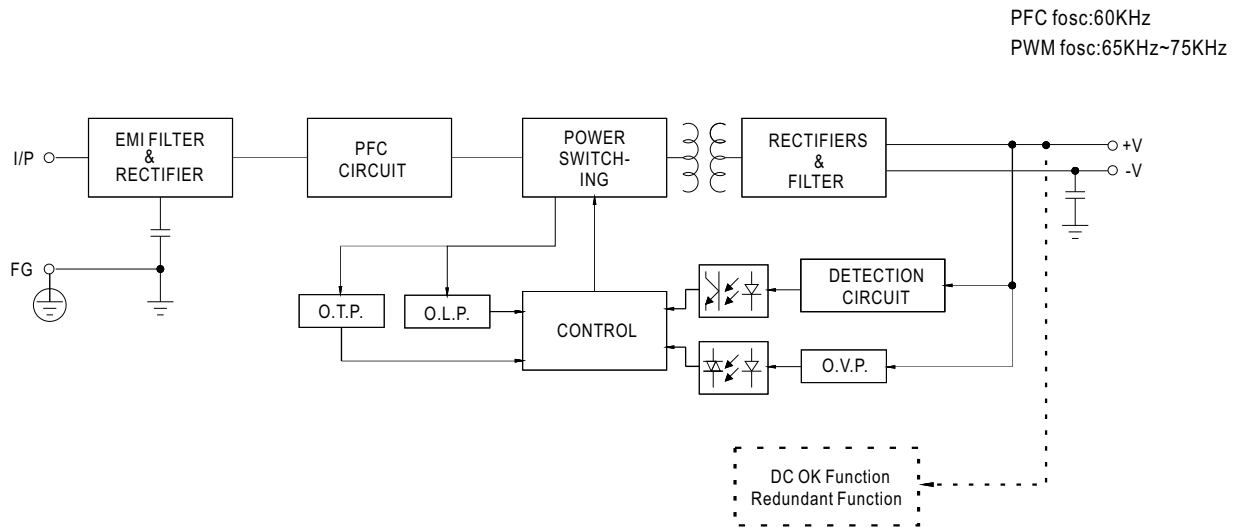 PFC fosc:60KHz
PWM fosc:65KHz~75KHz
I/P
EMI FILTER
&
RECTIFIER
PFC
CIRCUIT
POWER
SWITCH-
ING
RECTIFIERS
&
FILTER
+V
-V
FG
O.T.P.
O.L.P.
CONTROL
DETECTION
CIRCUIT
O.V.P.
DC OK Function
Redundant Function